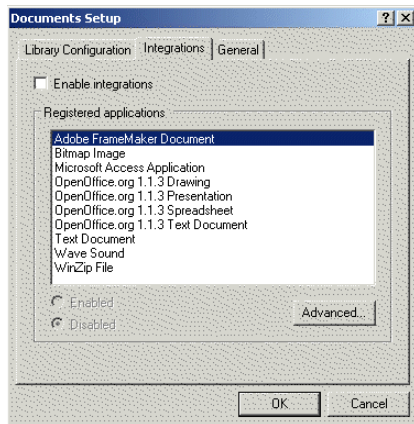 Documents Setup
Library Configuration Integrations General
Enable integrations
Registered applications
Adobe FrameMaker Document
Bitmap Image
Microsoft Access Application
OpenOffice.org 1.1.3 Drawing
OpenOffice.org 1.1.3 Presentation
OpenOffice.org 1.1.3 Spreadsheet
OpenOffice.org 1.1.3 Text Document
Text Document
Wave Sound
WinZip File
Enabled
Disabled
Advanced...
OK Cancel